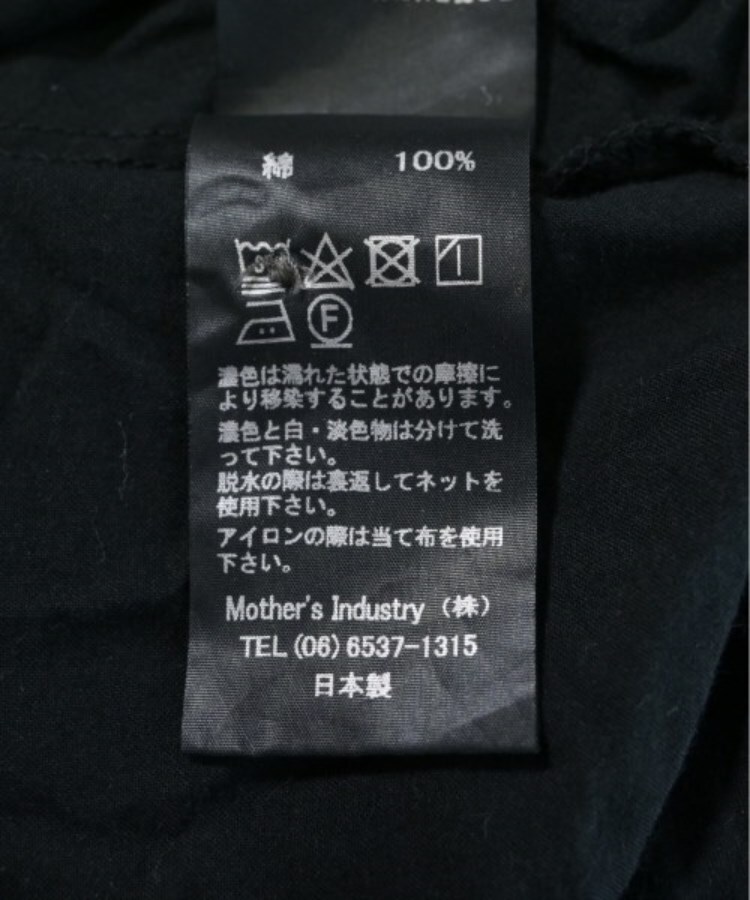 綿 100%
F
濃色は濡れた状態での摩擦に
より移染することがあります。
濃色と白・淡色物は分けて洗
って下さい。
脱水の際は裏返してネットを
使用下さい。
アイロンの際は当て布を使用
下さい。
Mother's Industry (株)
TEL(06)6537-1315
日本製